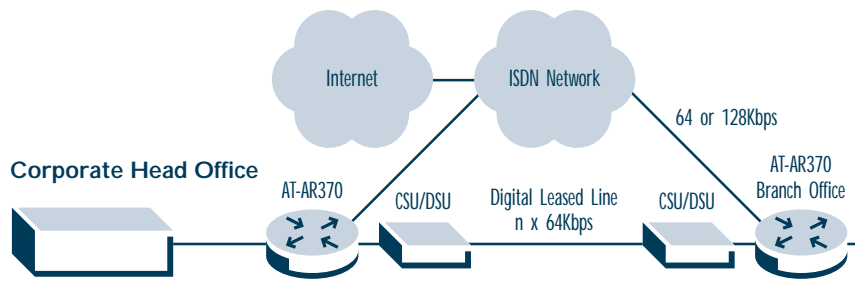 Internet
ISDN Network
64 or 128Kbps
Corporate Head Office
AT-AR370
CSU/DSU
Digital Leased Line
n x 64Kbps
CSU/DSU
AT-AR370
Branch Office